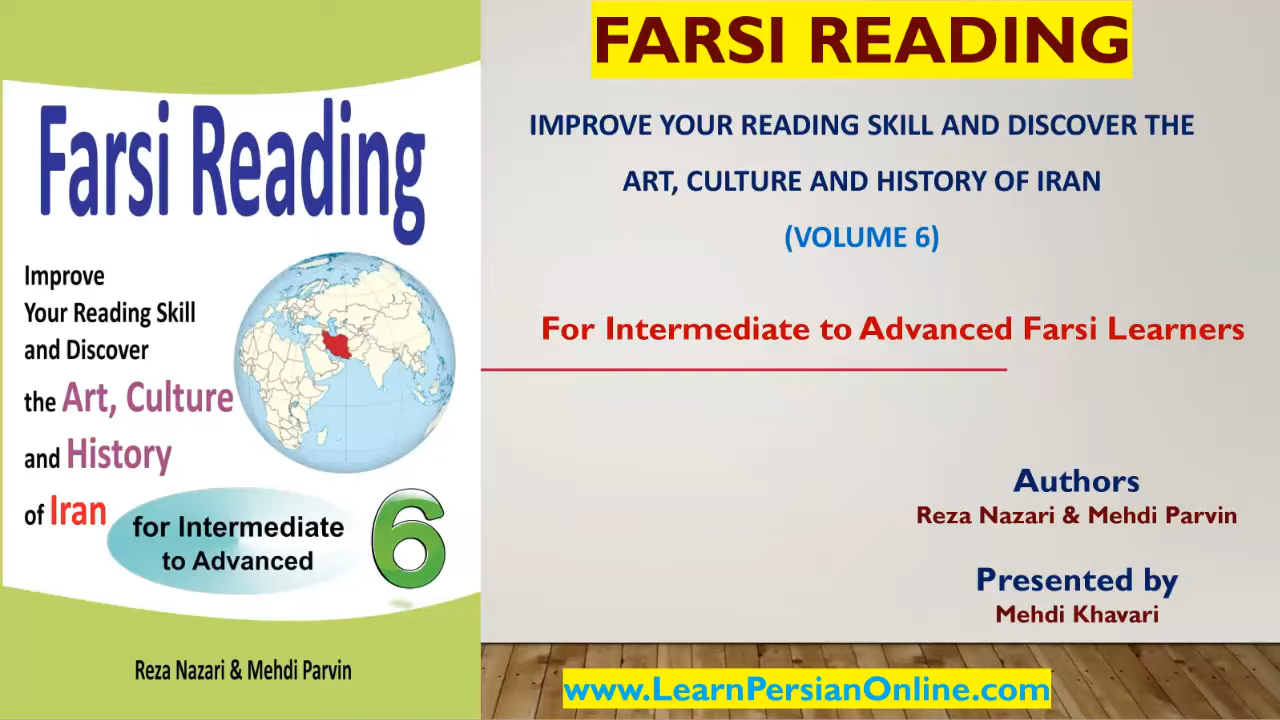 Farsi Reading
Improve
Your Reading Skill
and Discover
the Art, Culture
and History
of Iran
for Intermediate
to Advanced
6
Reza Nazari & Mehdi Parvin
FARSI READING
IMPROVE YOUR READING SKILL AND DISCOVER THE
ART, CULTURE AND HISTORY OF IRAN
(VOLUME 6)
For Intermediate to Advanced Farsi Learners
Authors
Reza Nazari & Mehdi Parvin
Presented by
Mehdi Khavari
www.LearnPersianOnline.com